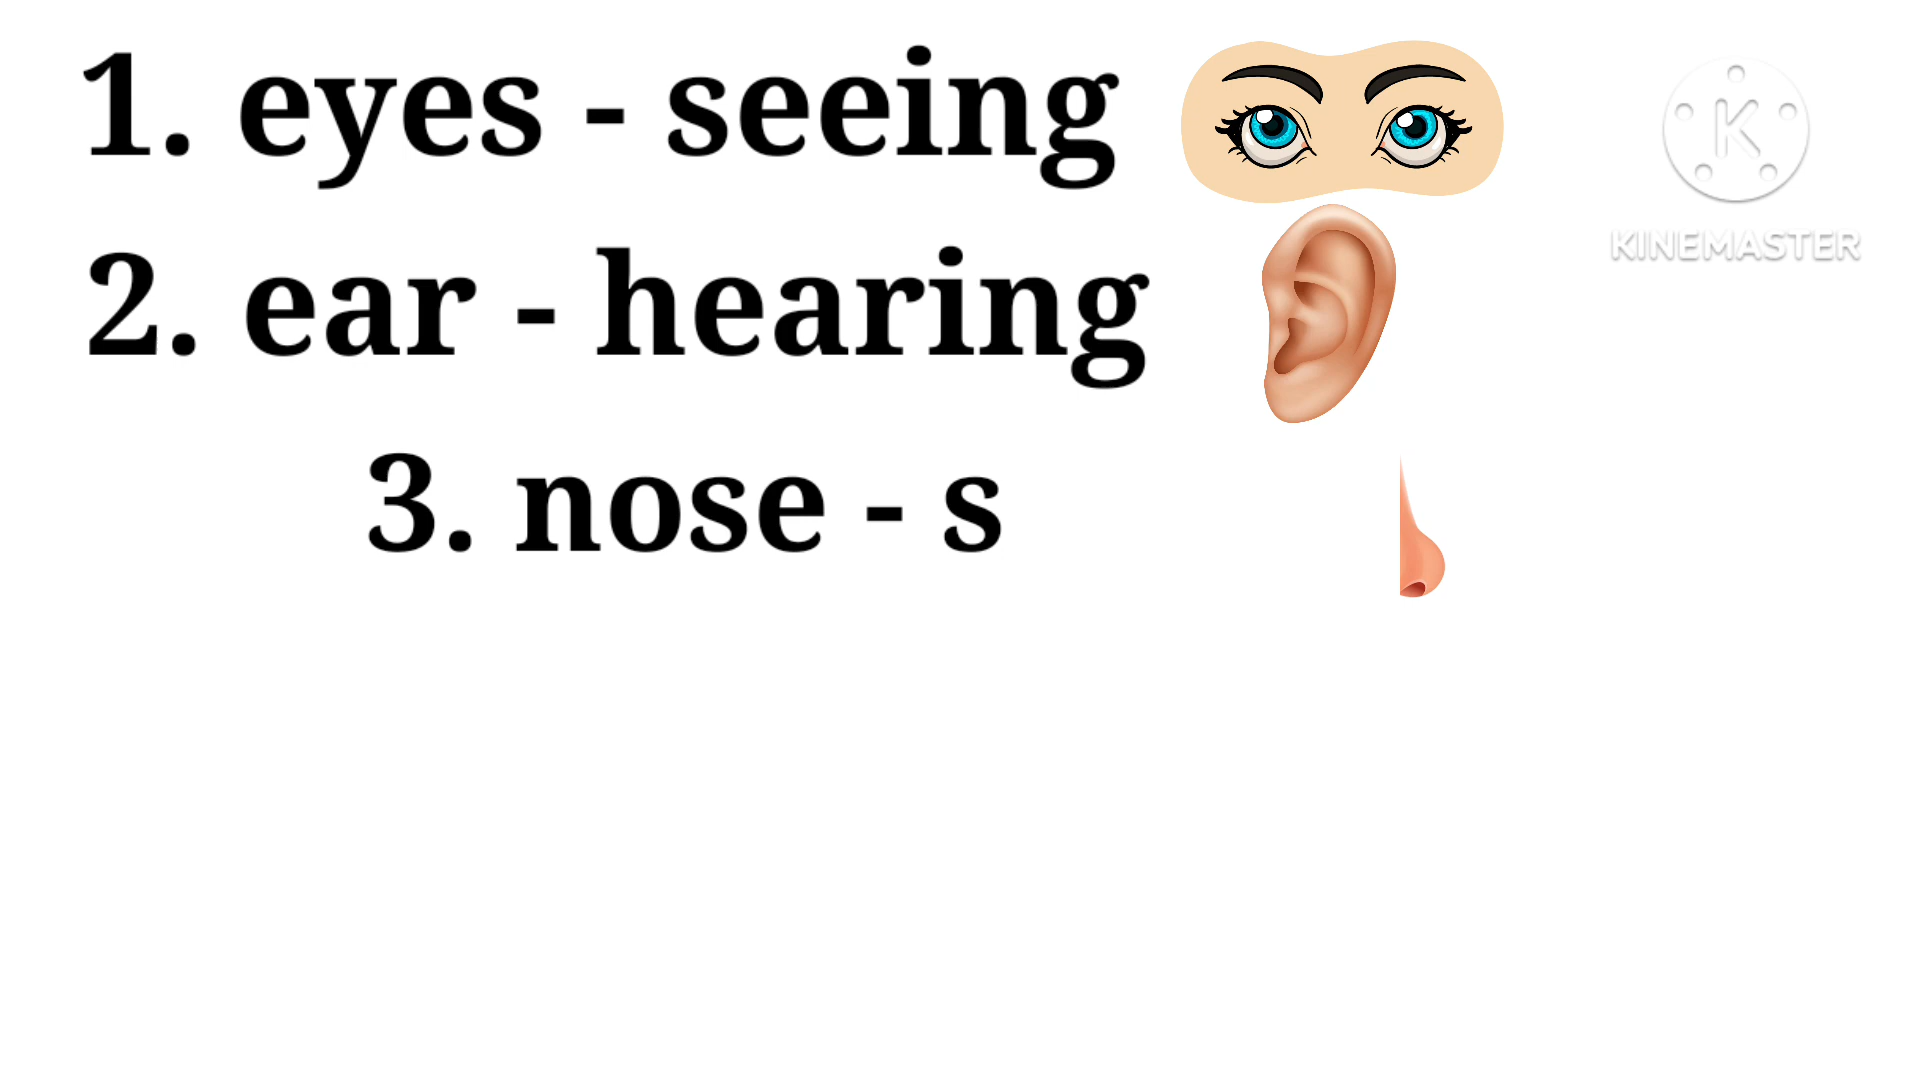 1. eyes - seeing
2. ear - hearing
3. nose - s
K
KINEMASTER